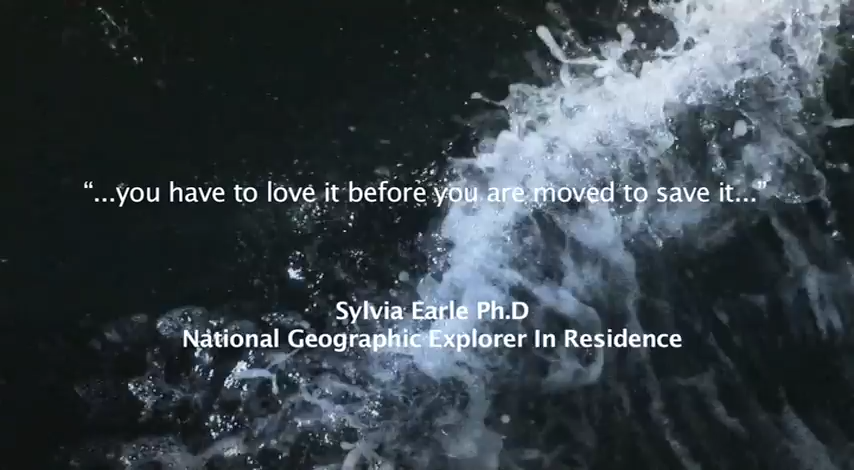 “...you have to love it before you are moved to save it...”
Sylvia Earle Ph.D
National Geographic Explorer In Residence